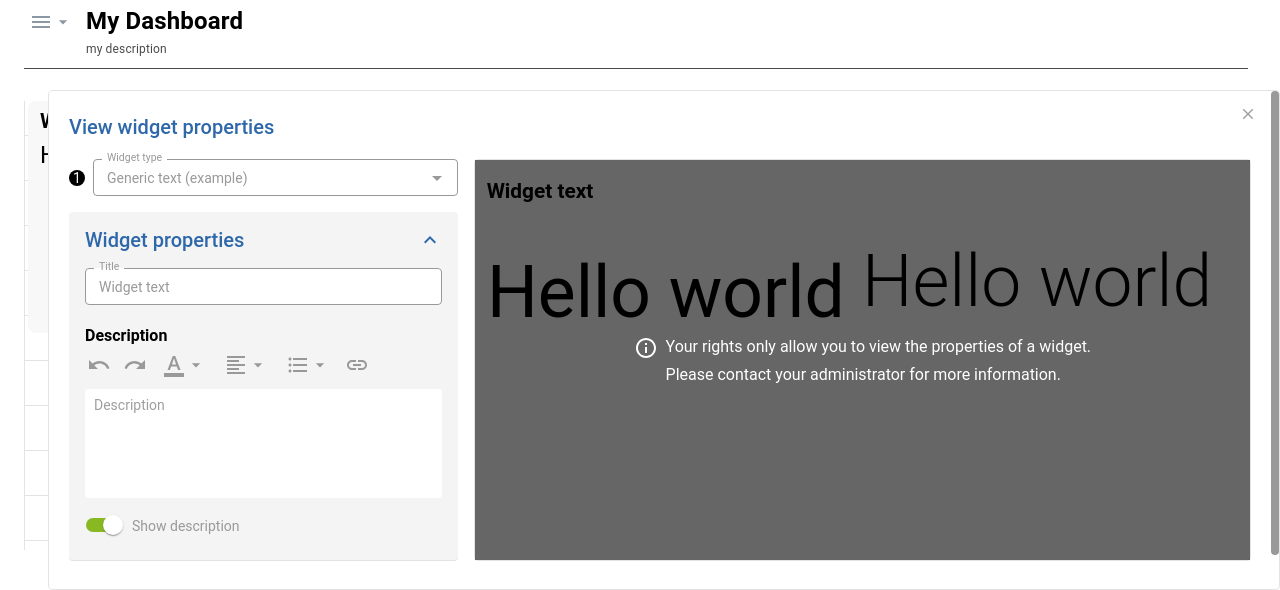 My Dashboard
my description
W
H
View widget properties
1
Widget type
Generic text (example)
Widget properties
Title
Widget text
Description
A
Description
Show description
Widget text
Hello world Hello world
Your rights only allow you to view the properties of a widget.
Please contact your administrator for more information.